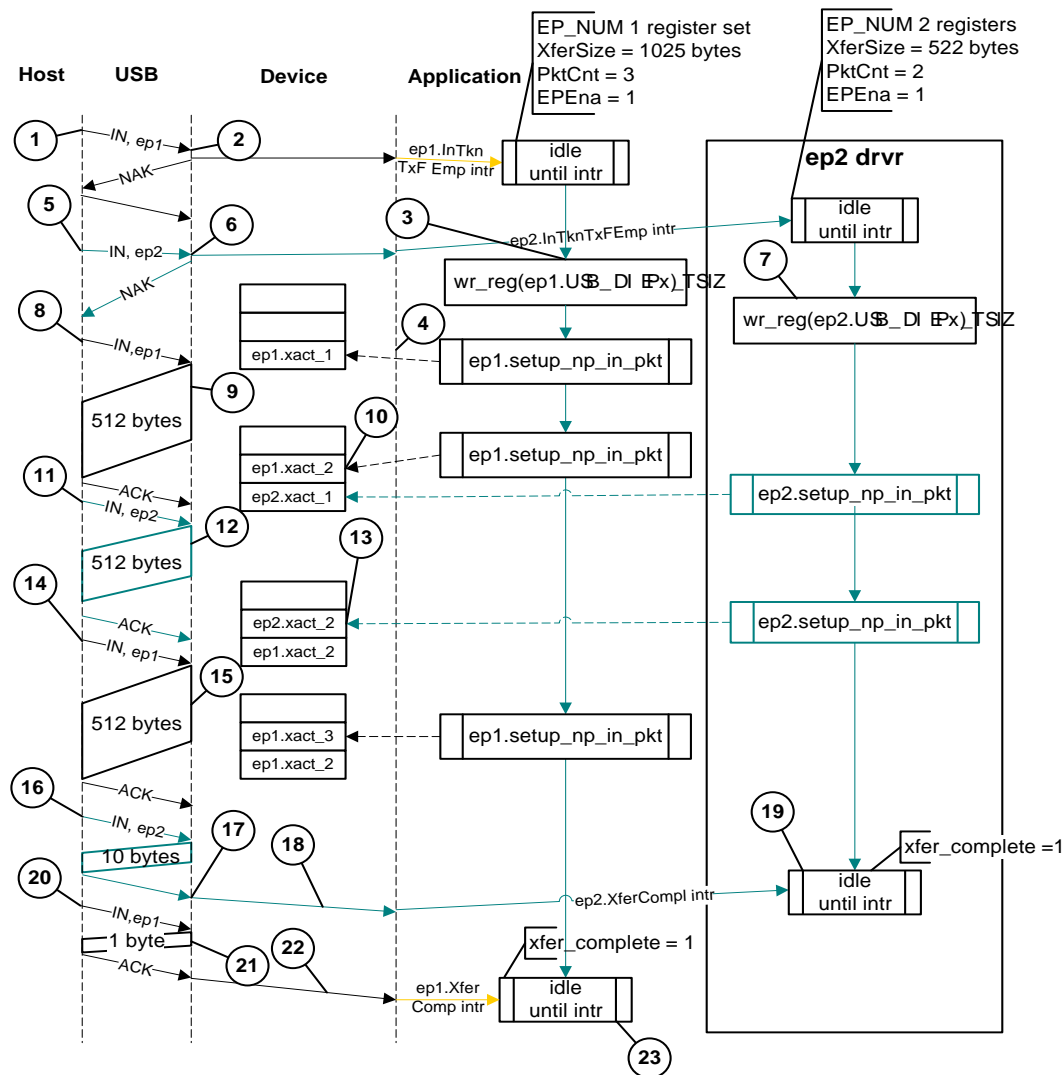 EP_NUM 1 register set
XferSize = 1025 bytes
PktCnt = 3
EPEna = 1
EP_NUM 2 registers
XferSize = 522 bytes
PktCnt = 2
EPEna = 1
Host
USB
Device
Application
ep2 drvr
1
IN, ep1
2
ep1.InTkn
TxF Emp intr
idle
until intr
NAK
5
3
idle
until intr
6
IN, ep2
ep2.InTknTxFEmp intr
7
wr_reg(ep1.USB_DIEPx)_TSIZ
NAK
8
4
wr_reg(ep2.USB_DIEPx)_TSIZ
IN,ep1
ep1.xact_1
ep1.setup_np_in_pkt
9
512 bytes
10
ep1.xact_2
ep1.setup_np_in_pkt
11
ACK
ep2.xact_1
ep2.setup_np_in_pkt
IN, ep2
12
512 bytes
13
14
ACK
ep2.xact_2
ep2.setup_np_in_pkt
IN, ep1
ep1.xact_2
15
512 bytes
ep1.xact_3
ep1.setup_np_in_pkt
ep1.xact_2
16
ACK
IN, ep2
17
18
19
xfer_complete =1
10 bytes
20
ep2.XferCompl intr
idle
until intr
IN,ep1
1 byte
21
22
xfer_complete = 1
ACK
ep1.Xfer
Comp intr
idle
until intr
23